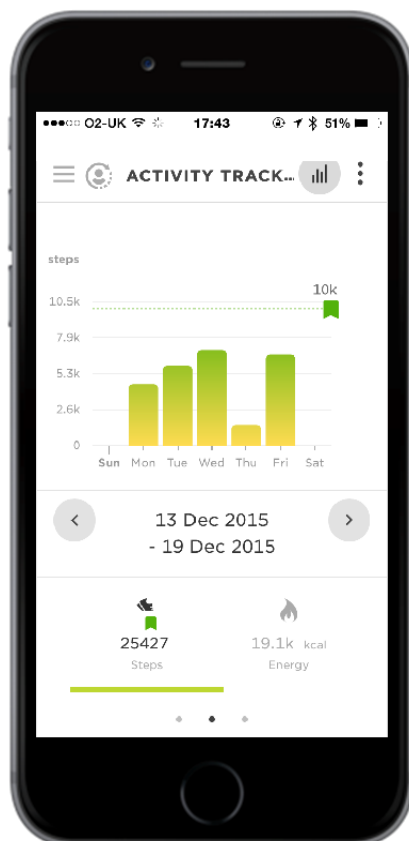 ●●●○○ O2-UK 17:43 51%
ACTIVITY TRACK...
steps
10k
10.5k
7.9k
5.3k
2.6k
0
Sun Mon Tue Wed Thu Fri Sat
13 Dec 2015
- 19 Dec 2015
25427 19.1k kcal
Steps Energy